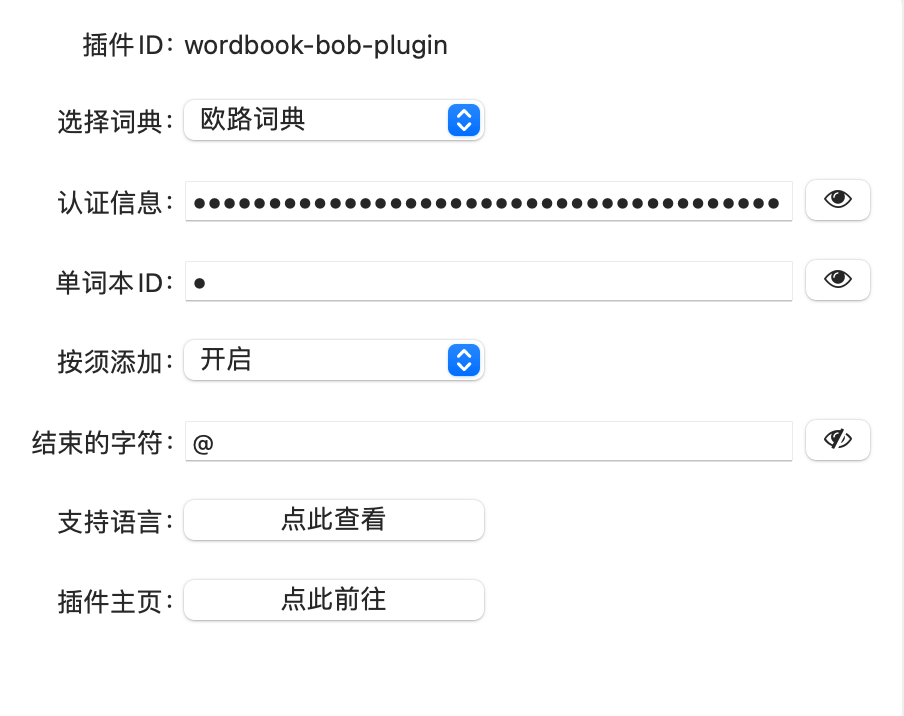 插件ID：wordbook-bob-plugin
选择词典：欧路词典
认证信息：●●●●●●●●●●●●●●●●●●●●●●●●●●●●●●●●●●●●●●●
单词本ID：●
按须添加：开启
结束的字符：@
支持语言：点此查看
插件主页：点此前往